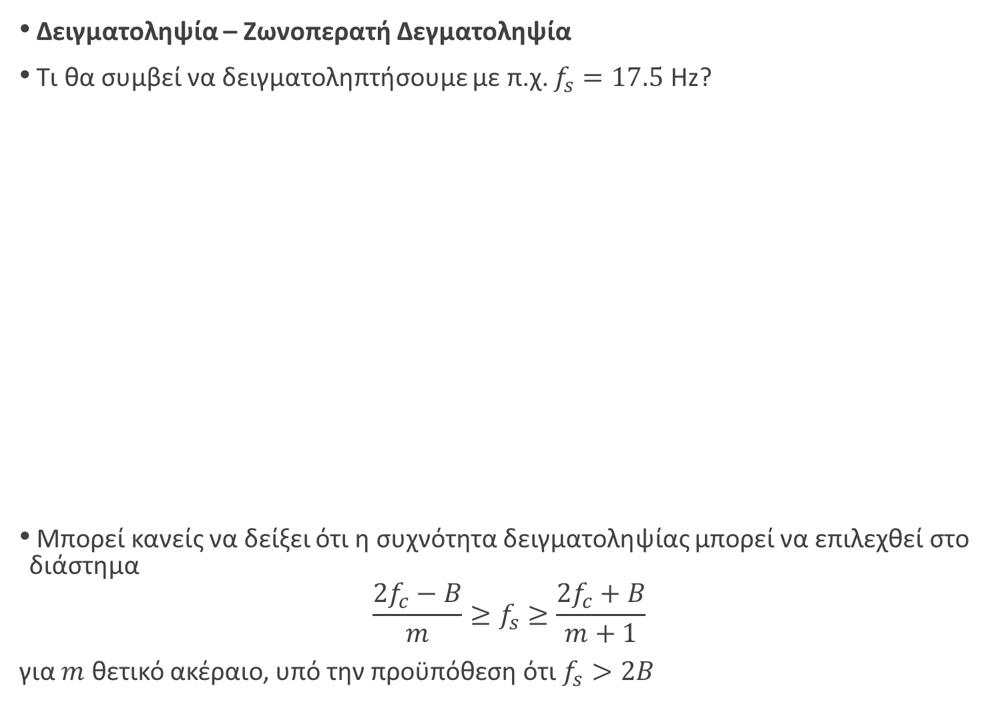 • Δειγματοληψία – Ζωνοπερατή Δεγματοληψία
• Τι θα συμβεί να δειγματοληπτήσουμε με π.χ. $f_s = 17.5$ Hz?
• Μπορεί κανείς να δείξει ότι η συχνότητα δειγματοληψίας μπορεί να επιλεχθεί στο
διάστημα
$\frac{2f_c - B}{m} \geq f_s \geq \frac{2f_c + B}{m + 1}$
για $m$ θετικό ακέραιο, υπό την προϋπόθεση ότι $f_s > 2B$